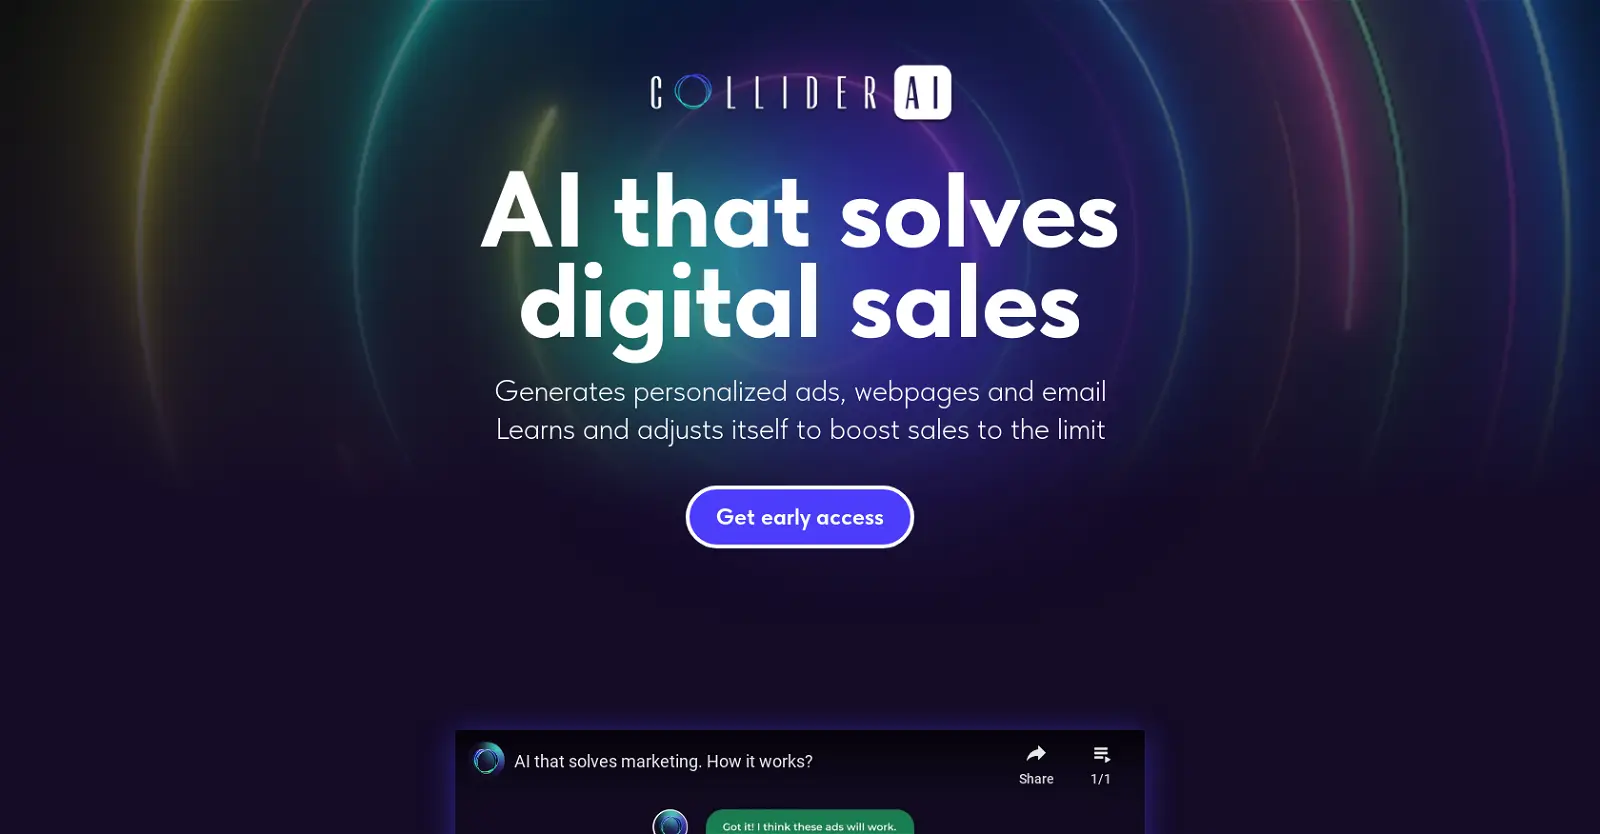 COLLIDER AI
AI that solves
digital sales
Generates personalized ads, webpages and email
Learns and adjusts itself to boost sales to the limit
Get early access
AI that solves marketing. How it works?
Share
1/1
Got it! I think these ads will work.